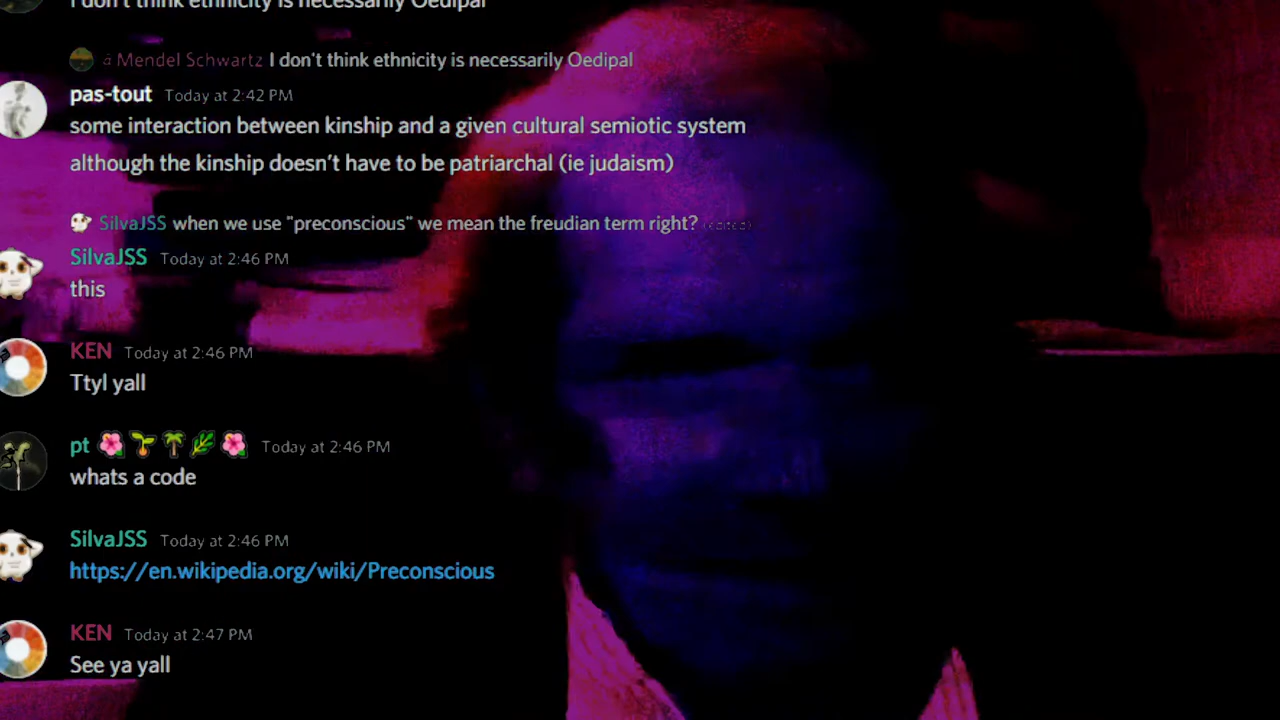 I don't think ethnicity is necessarily Oedipal
Mendel Schwartz I don't think ethnicity is necessarily Oedipal
pas-tout Today at 2:42 PM
some interaction between kinship and a given cultural semiotic system
although the kinship doesn't have to be patriarchal (ie judaism)
SilvaJSS when we use "preconscious" we mean the freudian term right? (edited)
SilvaJSS Today at 2:46 PM
this
KEN Today at 2:46 PM
Ttyl yall
pt 🌺🌱🌴🌿🌺 Today at 2:46 PM
whats a code
SilvaJSS Today at 2:46 PM
https://en.wikipedia.org/wiki/Preconscious
KEN Today at 2:47 PM
See ya yall